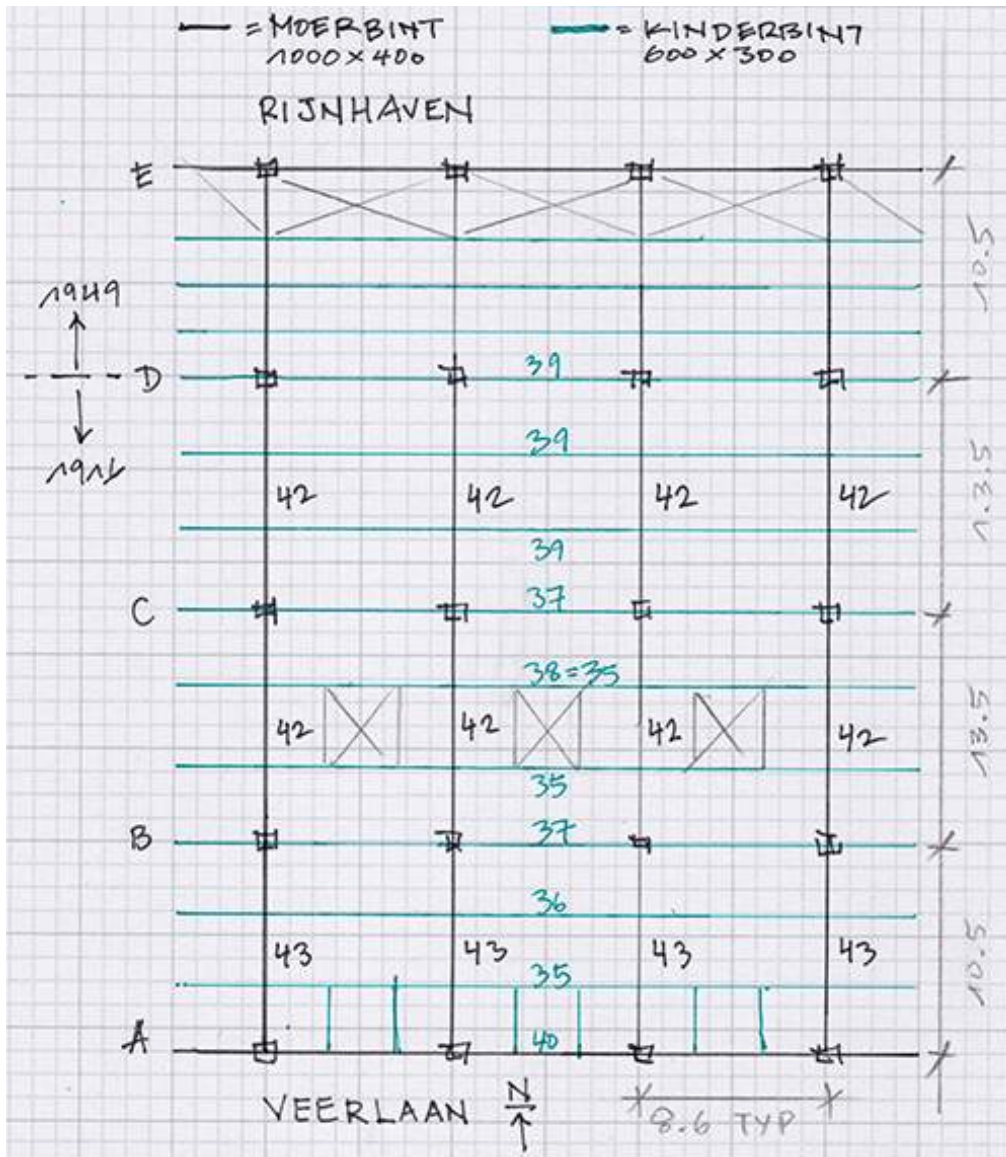 = MOERBINT = KINDERBINT
1000 x 400 600 x 300
RIJNHAVEN
E
10.5
1949
D 39
39
42 42 42 42
13.5
39
C 37
38=35
42 42 42 42
13.5
35
B 37
36
43 43 43 43
10.5
35
A 40
VEERLAAN N
8.6 TYP